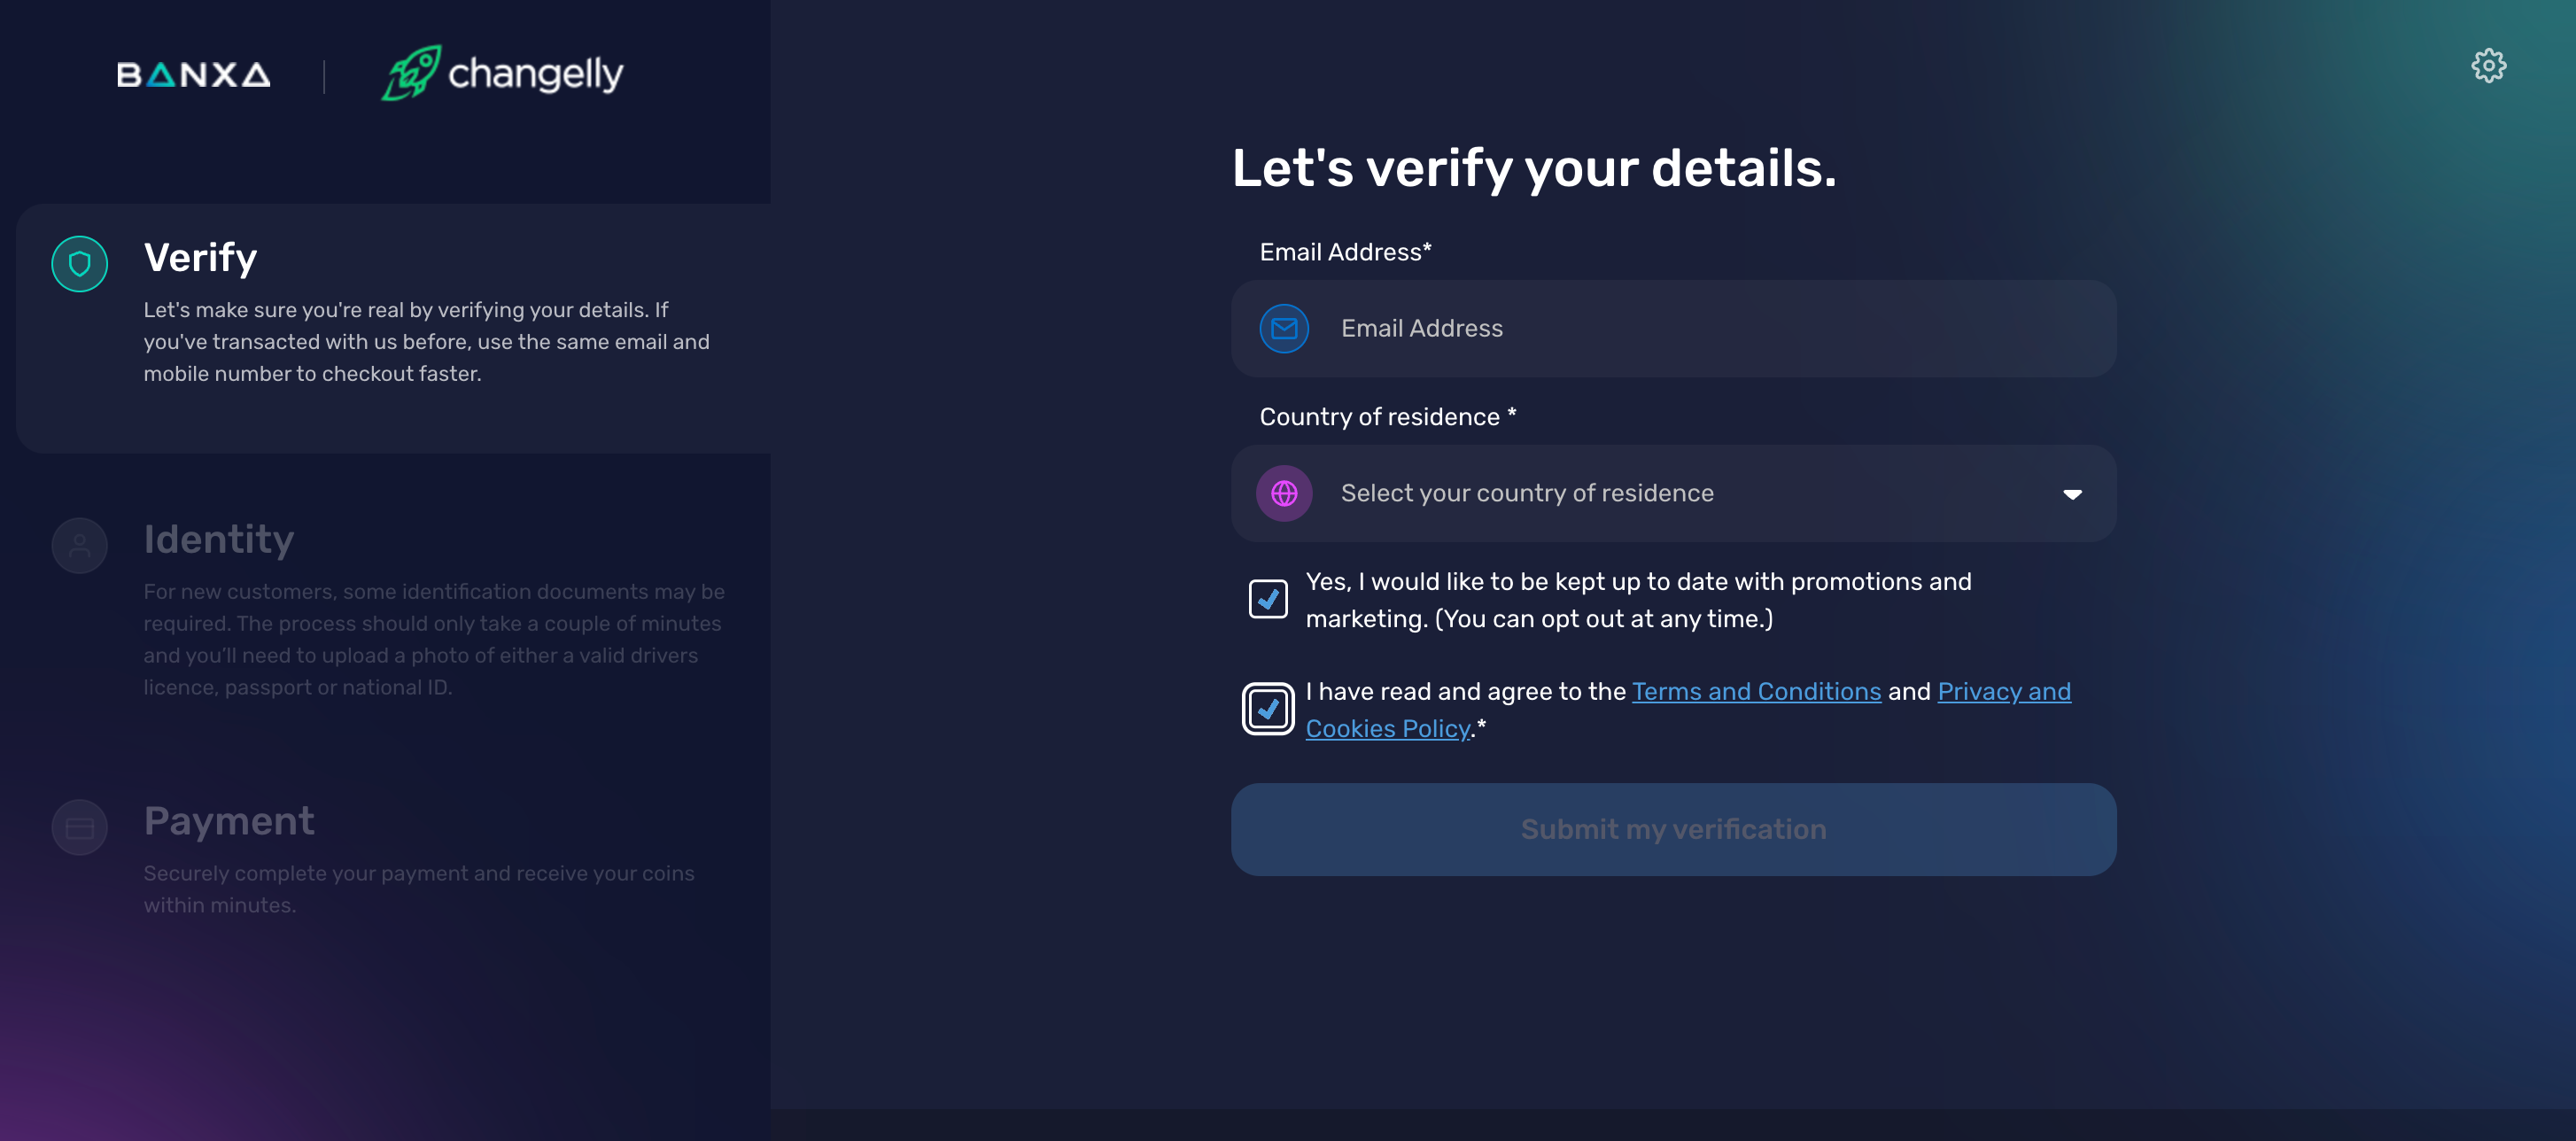 BANXA
changelly
Verify
Let's make sure you're real by verifying your details. If
you've transacted with us before, use the same email and
mobile number to checkout faster.
Identity
For new customers, some identification documents may be
required. The process should only take a couple of minutes
and you'll need to upload a photo of either a valid drivers
licence, passport or national ID.
Payment
Securely complete your payment and receive your coins
within minutes.
Let's verify your details.
Email Address*
Email Address
Country of residence *
Select your country of residence
Yes, I would like to be kept up to date with promotions and
marketing. (You can opt out at any time.)
I have read and agree to the Terms and Conditions and Privacy and
Cookies Policy.*
Submit my verification